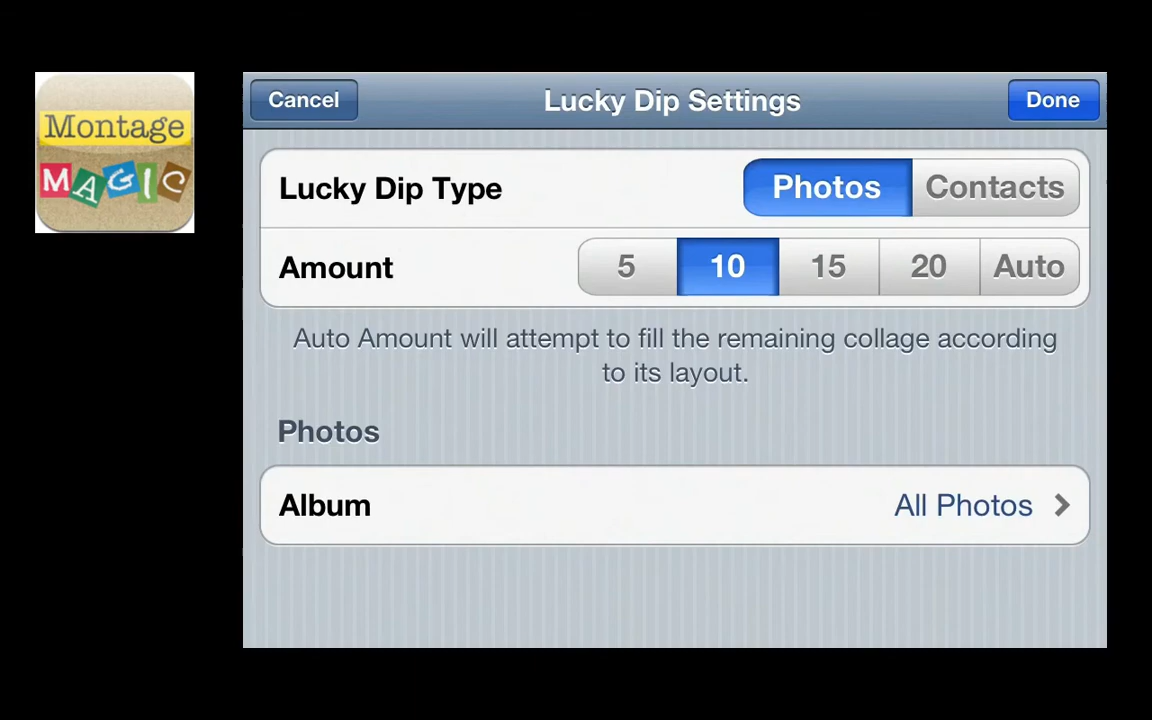 Montage
MAGIC
Cancel
Lucky Dip Settings
Done
Lucky Dip Type
Photos
Contacts
Amount
5
10
15
20
Auto
Auto Amount will attempt to fill the remaining collage according
to its layout.
Photos
Album
All Photos